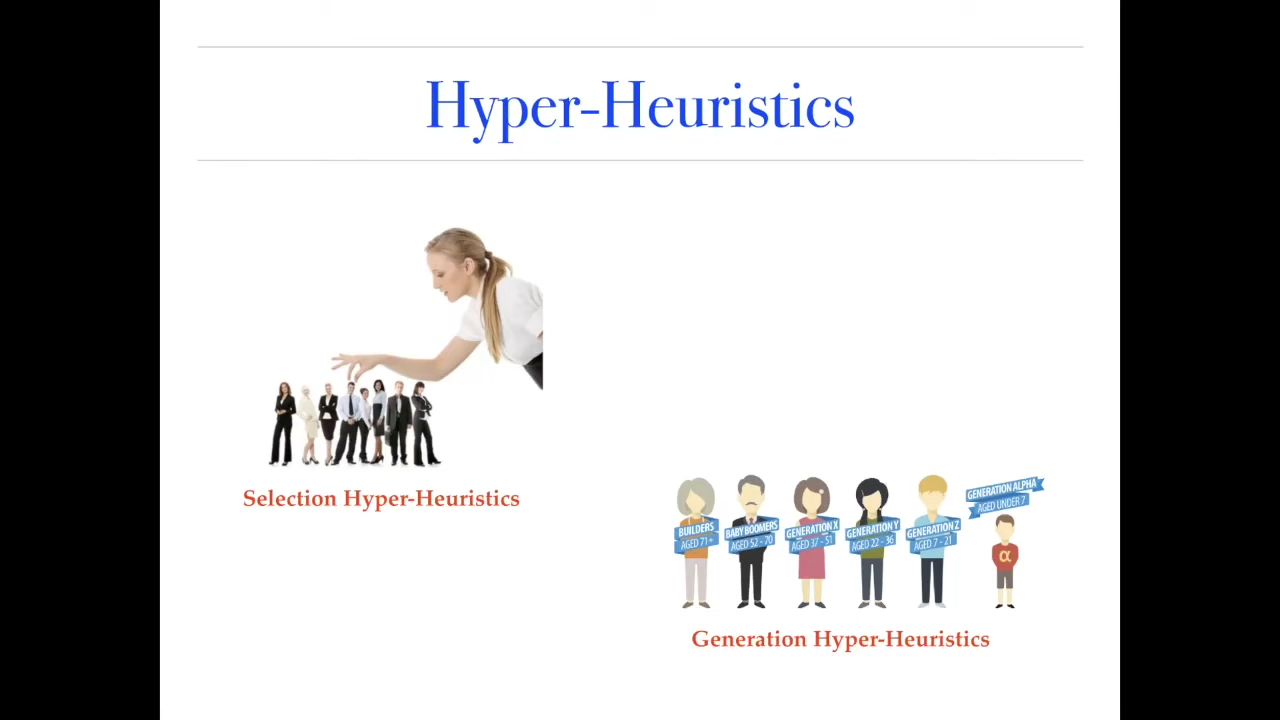 Hyper-Heuristics
Selection Hyper-Heuristics
BUILDERS
AGED 71+
BABY BOOMERS
AGED 52 - 70
GENERATION X
AGED 37 - 51
GENERATION Y
AGED 22 - 36
GENERATION Z
AGED 7 - 21
GENERATION ALPHA
AGED UNDER 7
α
Generation Hyper-Heuristics